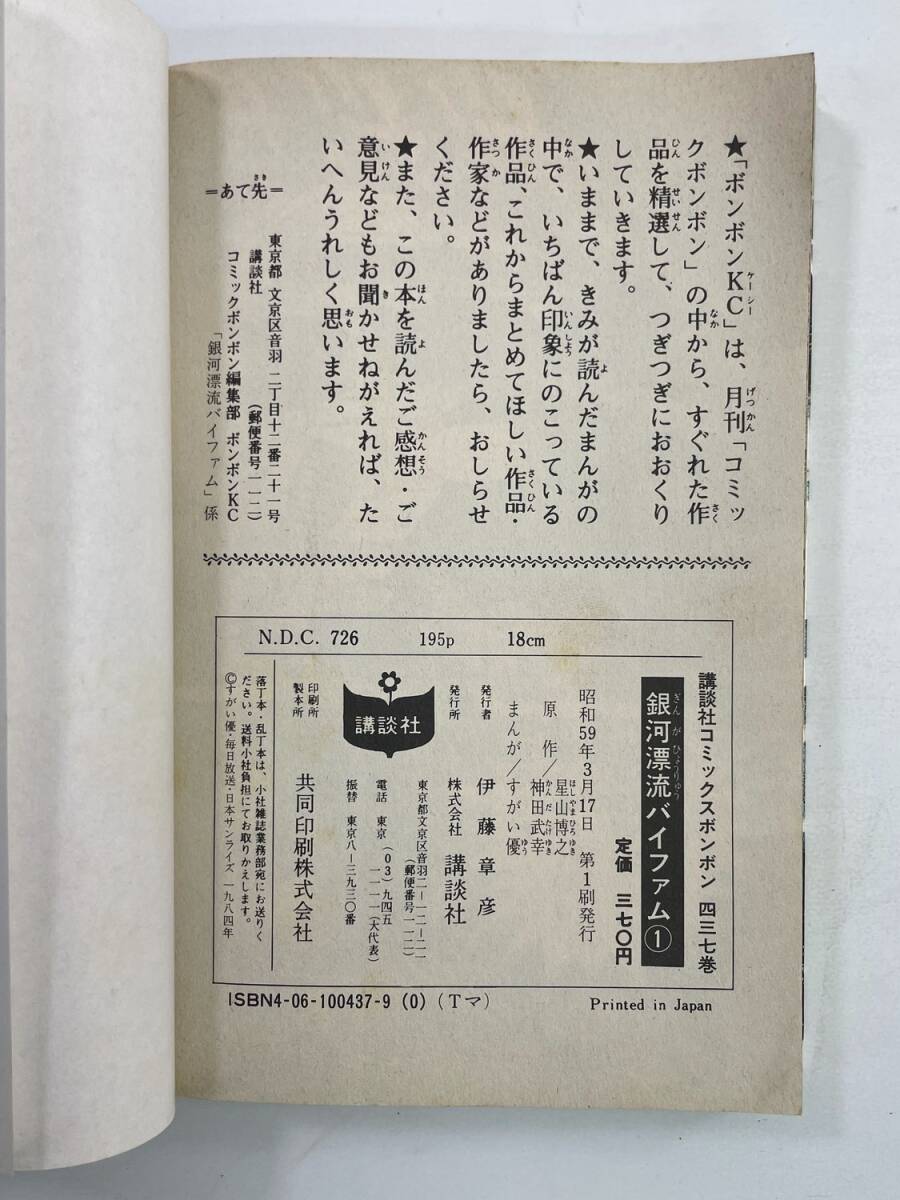 ★「ボンボンKC」は、月刊「コミッ
クボンボン」の中から、すぐれた作
品を精選して、つぎつぎにおおくり
していきます。
★いままで、きみが読んだまんがの
中で、いちばん印象にのこっている
作品、これからまとめてほしい作品・
作家などがありましたら、おしらせ
ください。
★また、この本を読んだご感想・ご
意見などもお聞かせねがえれば、た
いへんうれしく思います。
＝あて先＝
東京都 文京区音羽 二丁目十二番二十一号
講談社 (郵便番号一一二)
コミックボンボン編集部 ボンボンKC
「銀河漂流バイファム」係
N.D.C. 726 195p 18cm
講談社コミックスボンボン 四三七巻
銀河漂流バイファム①
定価 三七〇円
昭和59年3月17日 第1刷発行
原作／星山博之
神田武幸
まんが／すがい優
発行者 伊藤章彦
発行所 株式会社 講談社
東京都文京区音羽二－一二－二一
(郵便番号一一二)
電話 東京 (03) 九四五
一一一一 (大代表)
振替 東京八－三九三〇番
講談社
印刷所
製本所 共同印刷株式会社
落丁本・乱丁本は、小社雑誌業務部宛にお送りく
ださい。送料小社負担にてお取りかえします。
©すがい優・毎日放送・日本サンライズ 一九八四年
ISBN4-06-100437-9 (0) (Tマ)
Printed in Japan